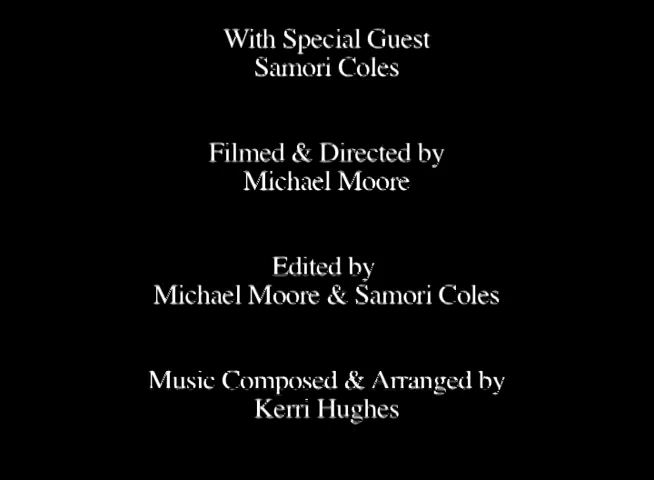 With Special Guest
Samori Coles
Filmed & Directed by
Michael Moore
Edited by
Michael Moore & Samori Coles
Music Composed & Arranged by
Kerri Hughes